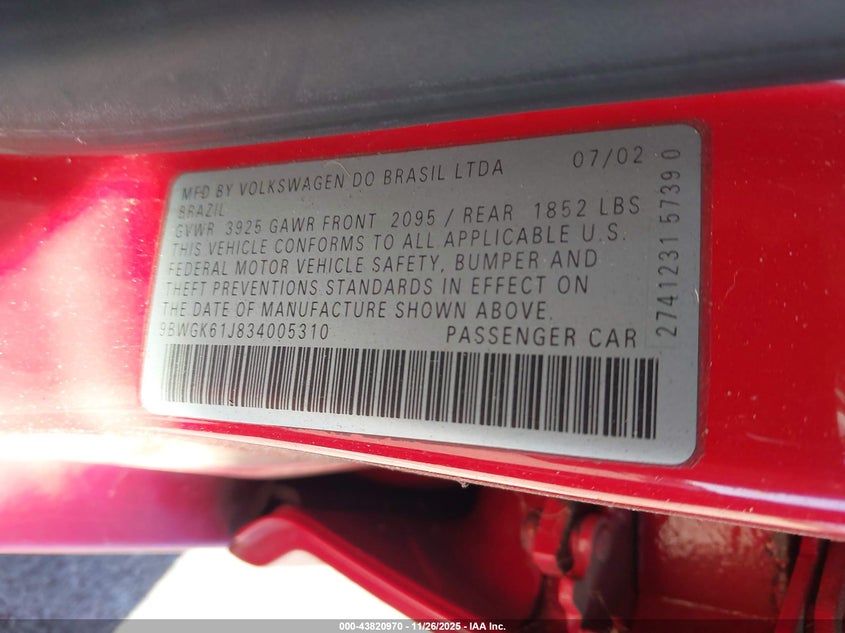 MFD BY VOLKSWAGEN DO BRASIL LTDA 07/02
BRAZIL
GVWR 3925 GAWR FRONT 2095 / REAR 1852 LBS
THIS VEHICLE CONFORMS TO ALL APPLICABLE U.S.
FEDERAL MOTOR VEHICLE SAFETY, BUMPER AND
THEFT PREVENTIONS STANDARDS IN EFFECT ON
THE DATE OF MANUFACTURE SHOWN ABOVE.
9BWGK61J834005310 PASSENGER CAR
2741231 57390
000-43820970 - 11/26/2025 - IAA Inc.